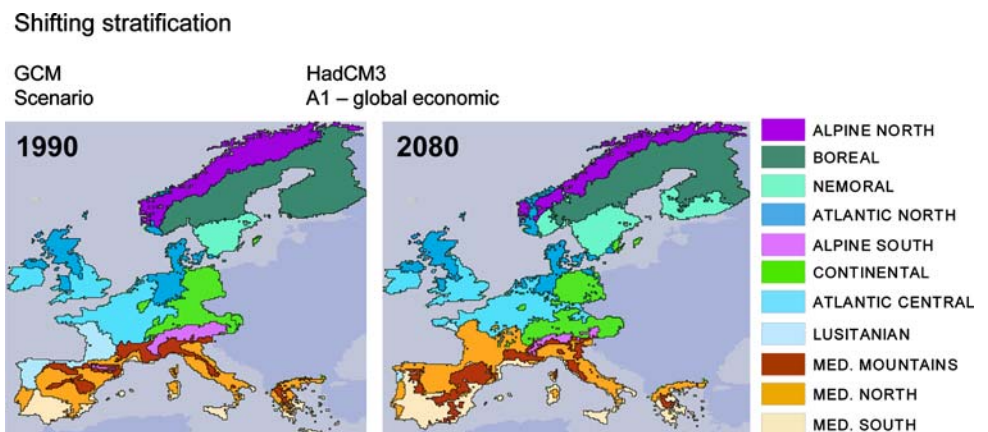 Shifting stratification
GCM HadCM3
Scenario A1 – global economic
1990 2080
ALPINE NORTH
BOREAL
NEMORAL
ATLANTIC NORTH
ALPINE SOUTH
CONTINENTAL
ATLANTIC CENTRAL
LUSITANIAN
MED. MOUNTAINS
MED. NORTH
MED. SOUTH